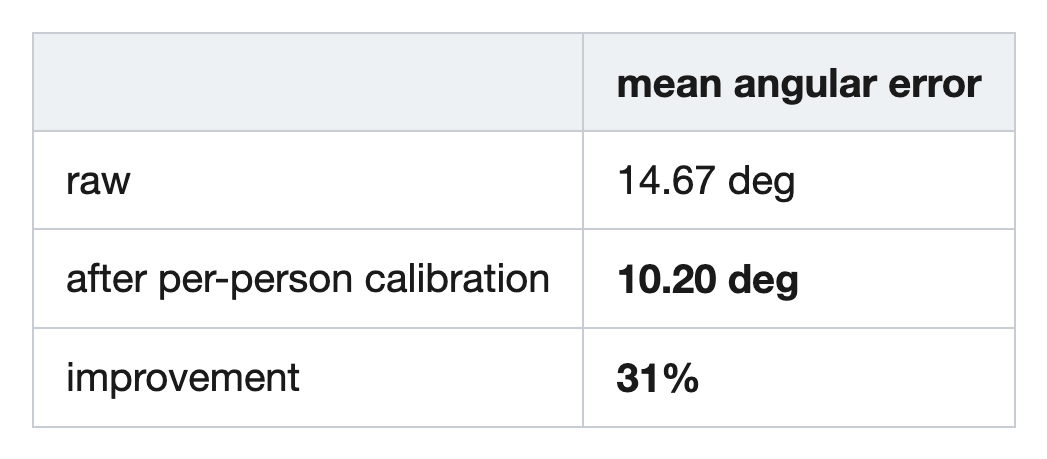 mean angular error
raw 14.67 deg
after per-person calibration 10.20 deg
improvement 31%